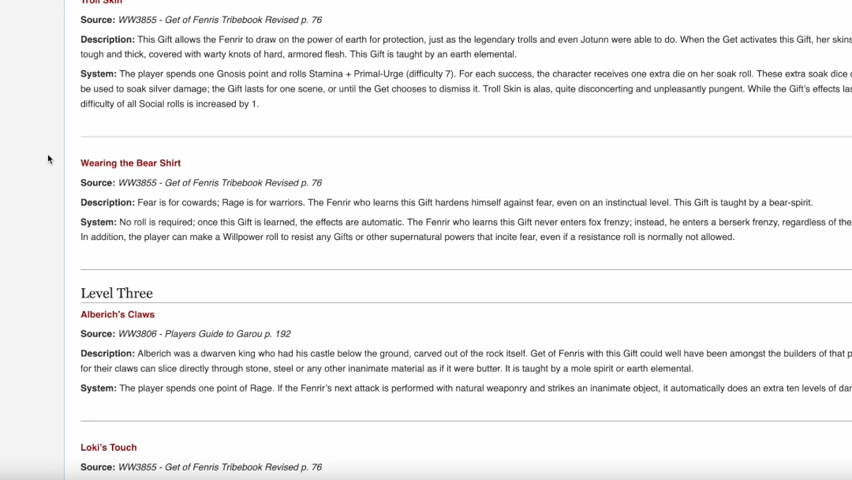 Troll Skin
Source: WW3855 - Get of Fenris Tribebook Revised p. 76
Description: This Gift allows the Fenrir to draw on the power of earth for protection, just as the legendary trolls and even Jotunn were able to do. When the Get activates this Gift, her skins
tough and thick, covered with warty knots of hard, armored flesh. This Gift is taught by an earth elemental.
System: The player spends one Gnosis point and rolls Stamina + Primal-Urge (difficulty 7). For each success, the character receives one extra die on her soak roll. These extra soak dice
be used to soak silver damage; the Gift lasts for one scene, or until the Get chooses to dismiss it. Troll Skin is alas, quite disconcerting and unpleasantly pungent. While the Gift's effects
difficulty of all Social rolls is increased by 1.
Wearing the Bear Shirt
Source: WW3855 - Get of Fenris Tribebook Revised p. 76
Description: Fear is for cowards; Rage is for warriors. The Fenrir who learns this Gift hardens himself against fear, even on an instinctual level. This Gift is taught by a bear-spirit.
System: No roll is required; once this Gift is learned, the effects are automatic. The Fenrir who learns this Gift never enters fox frenzy; instead, he enters a berserk frenzy, regardless of the
In addition, the player can make a Willpower roll to resist any Gifts or other supernatural powers that incite fear, even if a resistance roll is normally not allowed.
Level Three
Alberich's Claws
Source: WW3806 - Players Guide to Garou p. 192
Description: Alberich was a dwarven king who had his castle below the ground, carved out of the rock itself. Get of Fenris with this Gift could well have been amongst the builders of that
for their claws can slice directly through stone, steel or any other inanimate material as if it were butter. It is taught by a mole spirit or earth elemental.
System: The player spends one point of Rage. If the Fenrir's next attack is performed with natural weaponry and strikes an inanimate object, it automatically does an extra ten levels of
Loki's Touch
Source: WW3855 - Get of Fenris Tribebook Revised p. 76